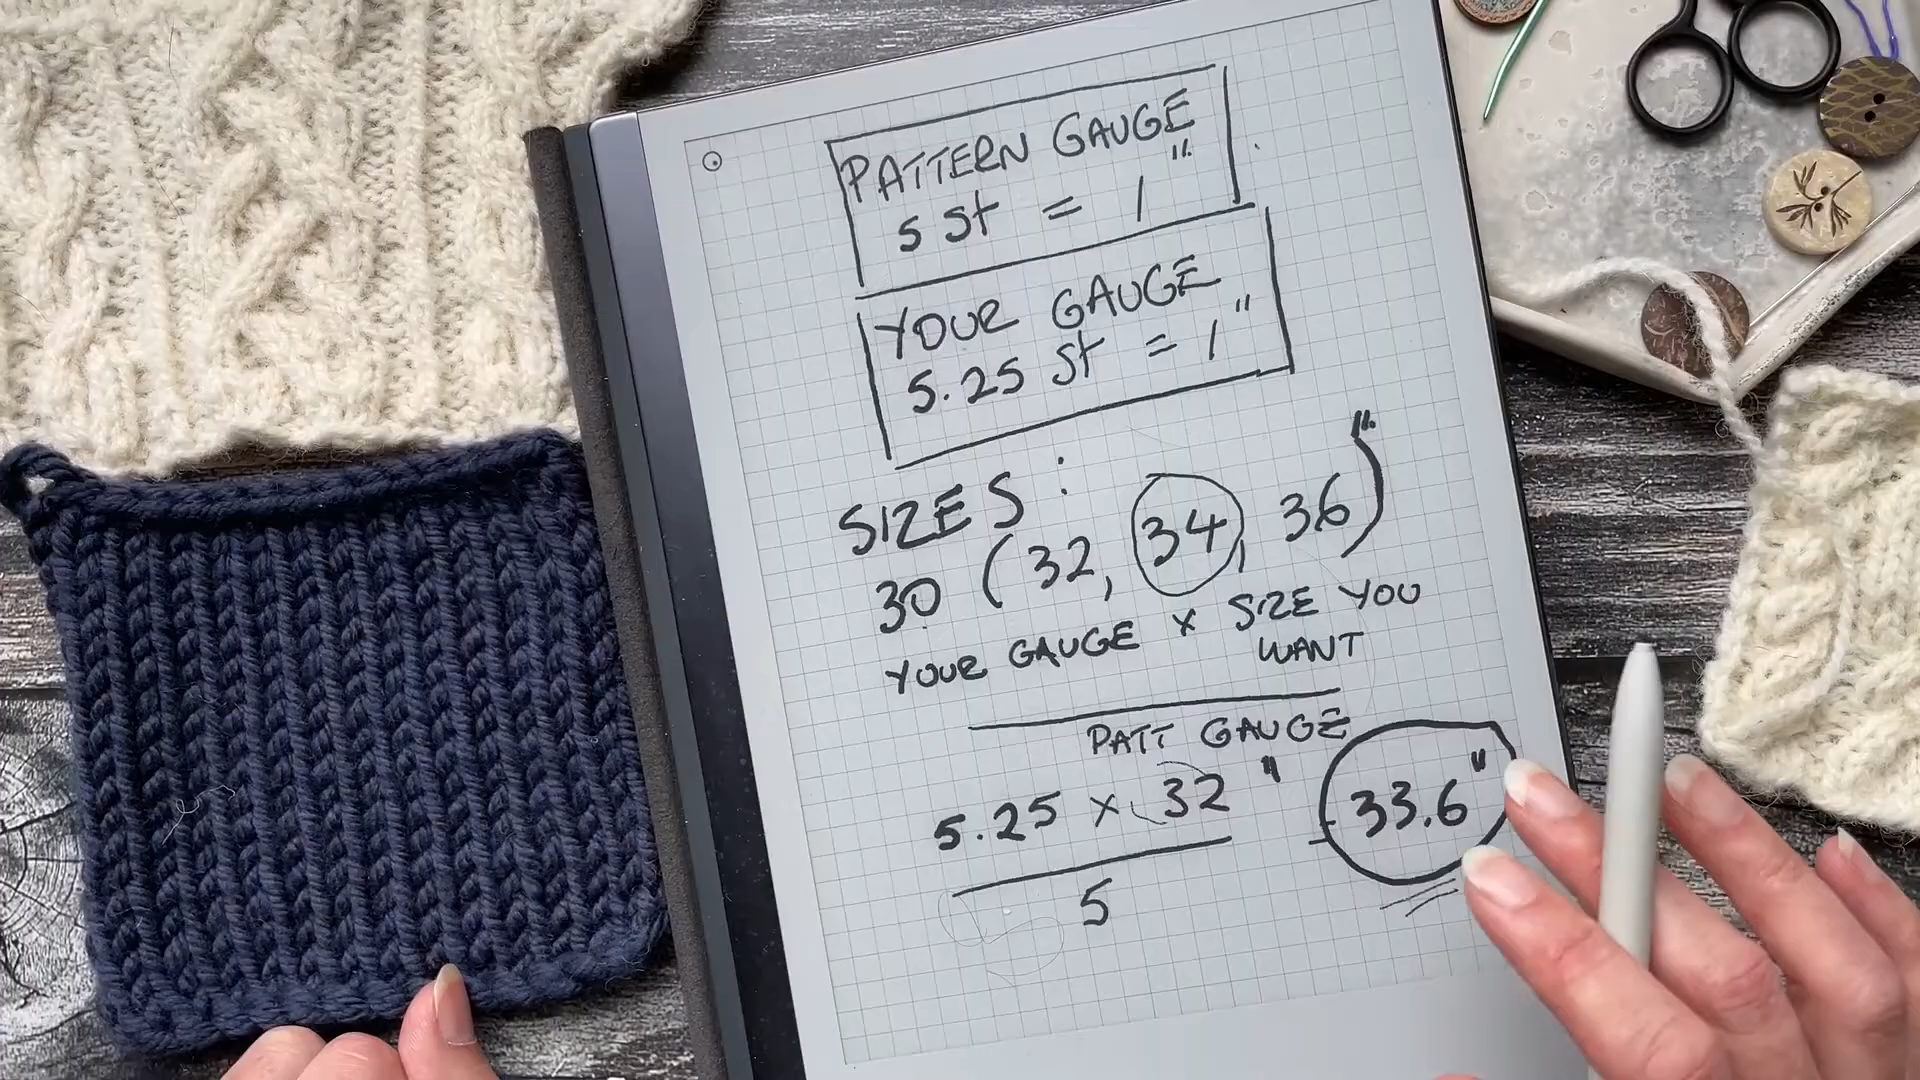 PATTERN GAUGE
5 St = 1"
YOUR GAUGE
5.25 St = 1"
SIZES :
30 (32, 34, 36)"
YOUR GAUGE x SIZE YOU
WANT
PATT GAUGE
5.25 x 32" = 33.6"
5